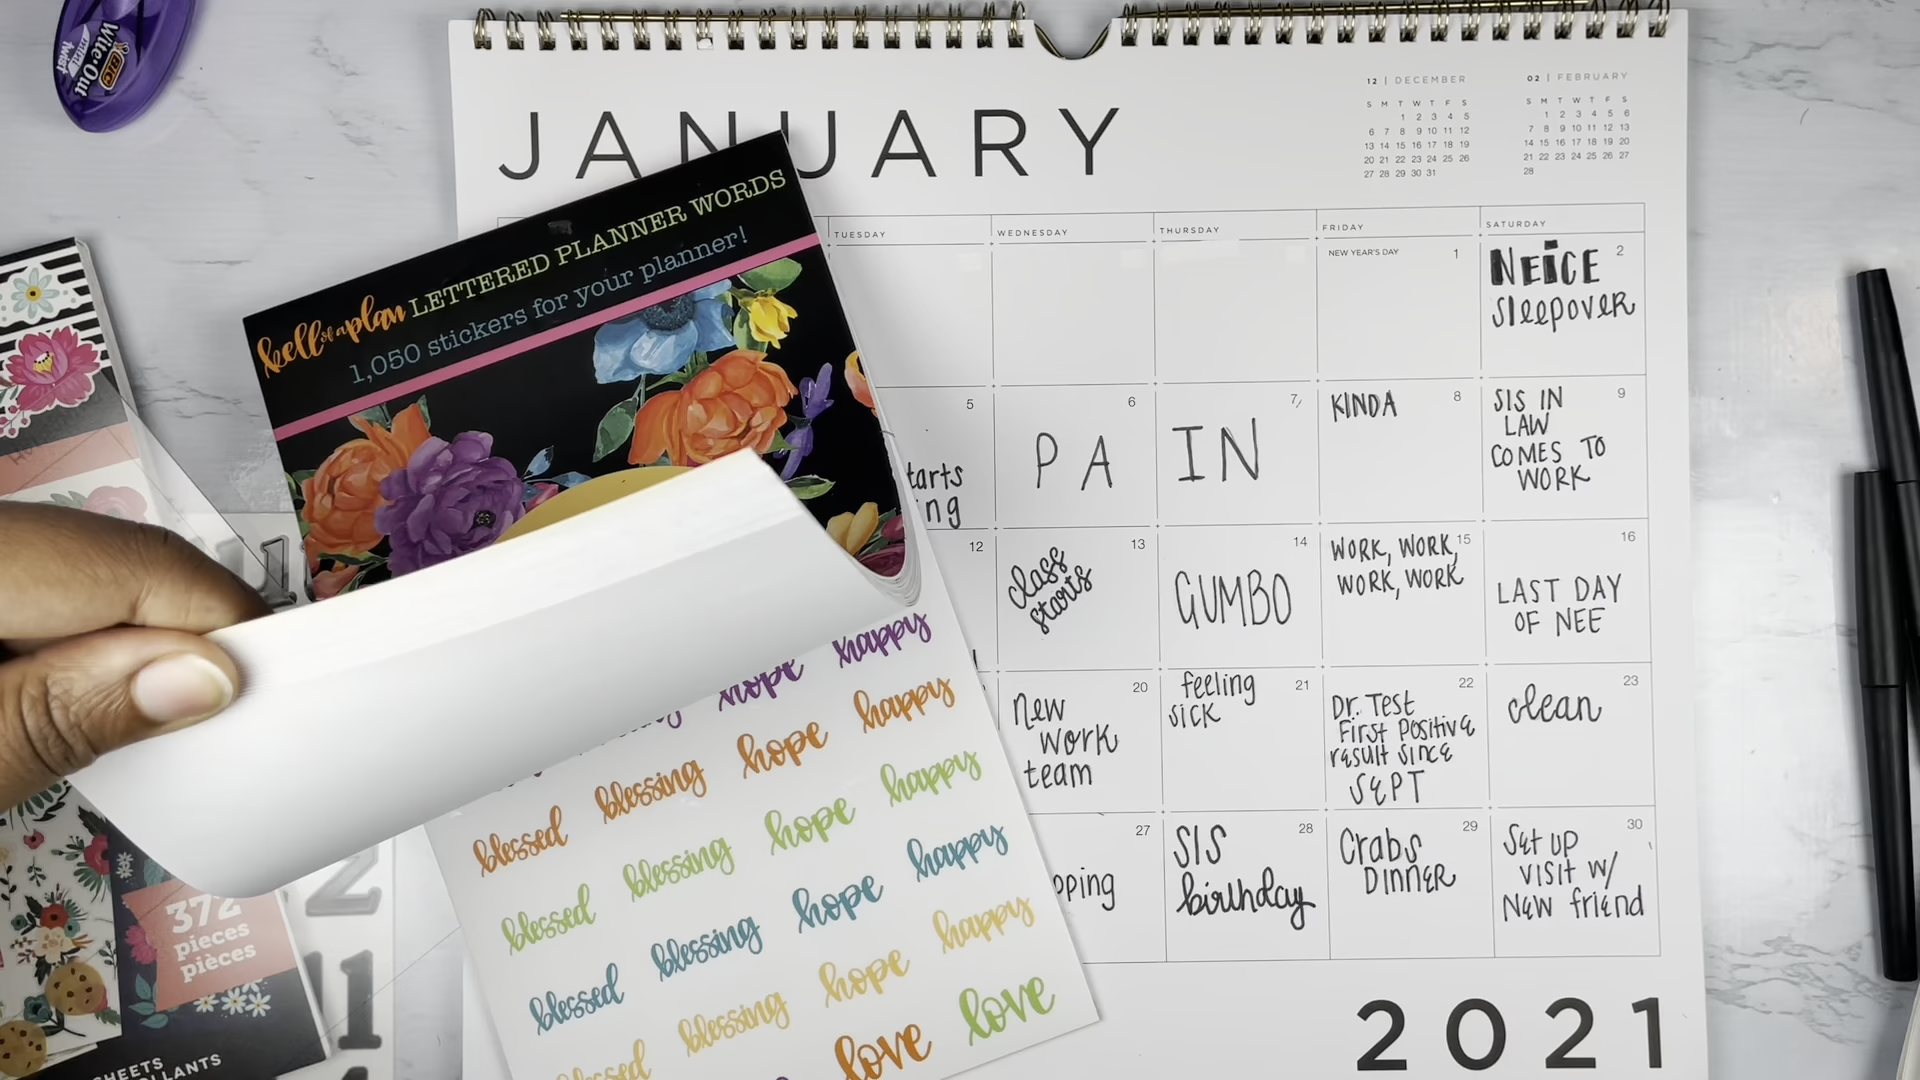 BIC
Wite·Out
MINI
TWIST
JANUARY
12 | DECEMBER
S M T W T F S
1 2 3 4 5
6 7 8 9 10 11 12
13 14 15 16 17 18 19
20 21 22 23 24 25 26
27 28 29 30 31
02 | FEBRUARY
S M T W T F S
1 2 3 4 5 6
7 8 9 10 11 12 13
14 15 16 17 18 19 20
21 22 23 24 25 26 27
28
TUESDAY
WEDNESDAY
THURSDAY
FRIDAY
SATURDAY
NEW YEAR'S DAY 1
2
NEICE
sleepover
5
tarts
ng
6
PA
7
IN
8
KINDA
9
SIS IN
LAW
COMES TO
WORK
12
13
class
starts
14
GUMBO
15
WORK, WORK,
WORK, WORK
16
LAST DAY
OF NEE
20
New
work
team
21
feeling
sick
22
Dr. Test
First Positive
result since
SEPT
23
clean
27
pping
28
SIS
birthday
29
Crabs
DINNER
30
Set up
visit w/
New friend
2021
hell of a plan LETTERED PLANNER WORDS
1,050 stickers for your planner!
hope happy
blessed blessing hope happy
blessed blessing hope happy
blessed blessing hope happy
blessed blessing hope happy
love love
372
pieces
pièces